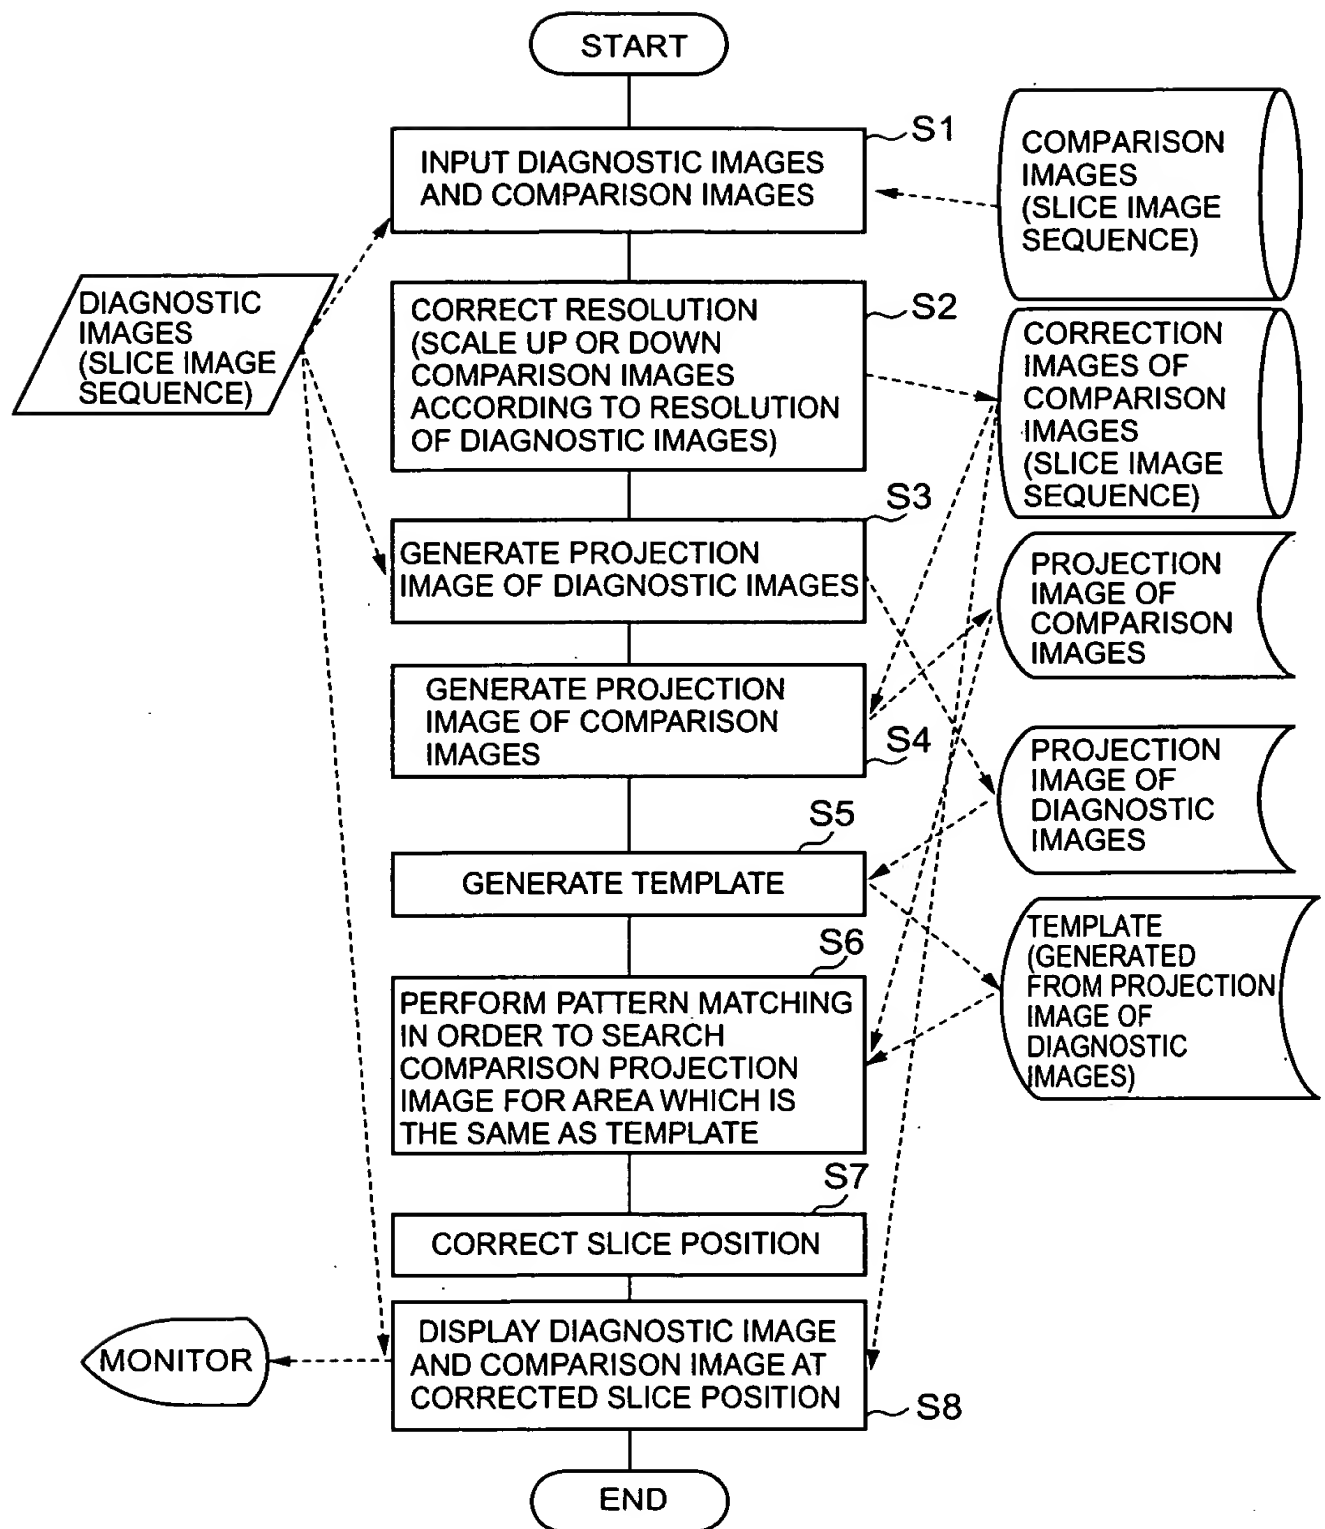 START
S1
INPUT DIAGNOSTIC IMAGES
AND COMPARISON IMAGES
COMPARISON
IMAGES
(SLICE IMAGE
SEQUENCE)
DIAGNOSTIC
IMAGES
(SLICE IMAGE
SEQUENCE)
S2
CORRECT RESOLUTION
(SCALE UP OR DOWN
COMPARISON IMAGES
ACCORDING TO RESOLUTION
OF DIAGNOSTIC IMAGES)
CORRECTION
IMAGES OF
COMPARISON
IMAGES
(SLICE IMAGE
SEQUENCE)
S3
GENERATE PROJECTION
IMAGE OF DIAGNOSTIC IMAGES
PROJECTION
IMAGE OF
COMPARISON
IMAGES
GENERATE PROJECTION
IMAGE OF COMPARISON
IMAGES
S4
PROJECTION
IMAGE OF
DIAGNOSTIC
IMAGES
S5
GENERATE TEMPLATE
TEMPLATE
(GENERATED
FROM PROJECTION
IMAGE OF
DIAGNOSTIC
IMAGES)
S6
PERFORM PATTERN MATCHING
IN ORDER TO SEARCH
COMPARISON PROJECTION
IMAGE FOR AREA WHICH IS
THE SAME AS TEMPLATE
S7
CORRECT SLICE POSITION
DISPLAY DIAGNOSTIC IMAGE
AND COMPARISON IMAGE AT
CORRECTED SLICE POSITION
S8
MONITOR
END